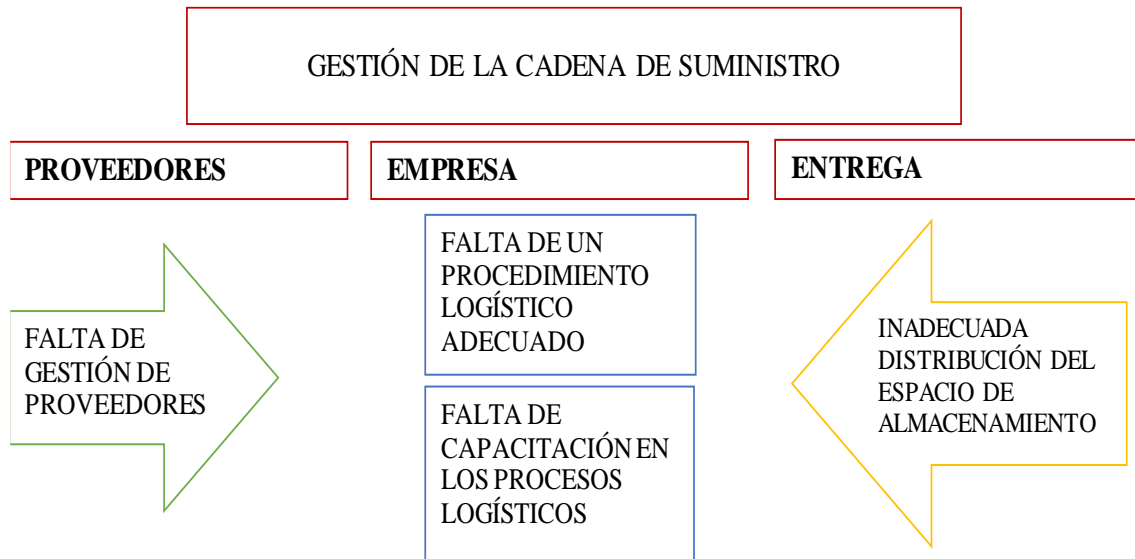 GESTIÓN DE LA CADENA DE SUMINISTRO
PROVEEDORES
EMPRESA
ENTREGA
FALTA DE
GESTIÓN DE
PROVEEDORES
FALTA DE UN
PROCEDIMIENTO
LOGÍSTICO
ADECUADO
FALTA DE
CAPACITACIÓN EN
LOS PROCESOS
LOGÍSTICOS
INADECUADA
DISTRIBUCIÓN DEL
ESPACIO DE
ALMACENAMIENTO